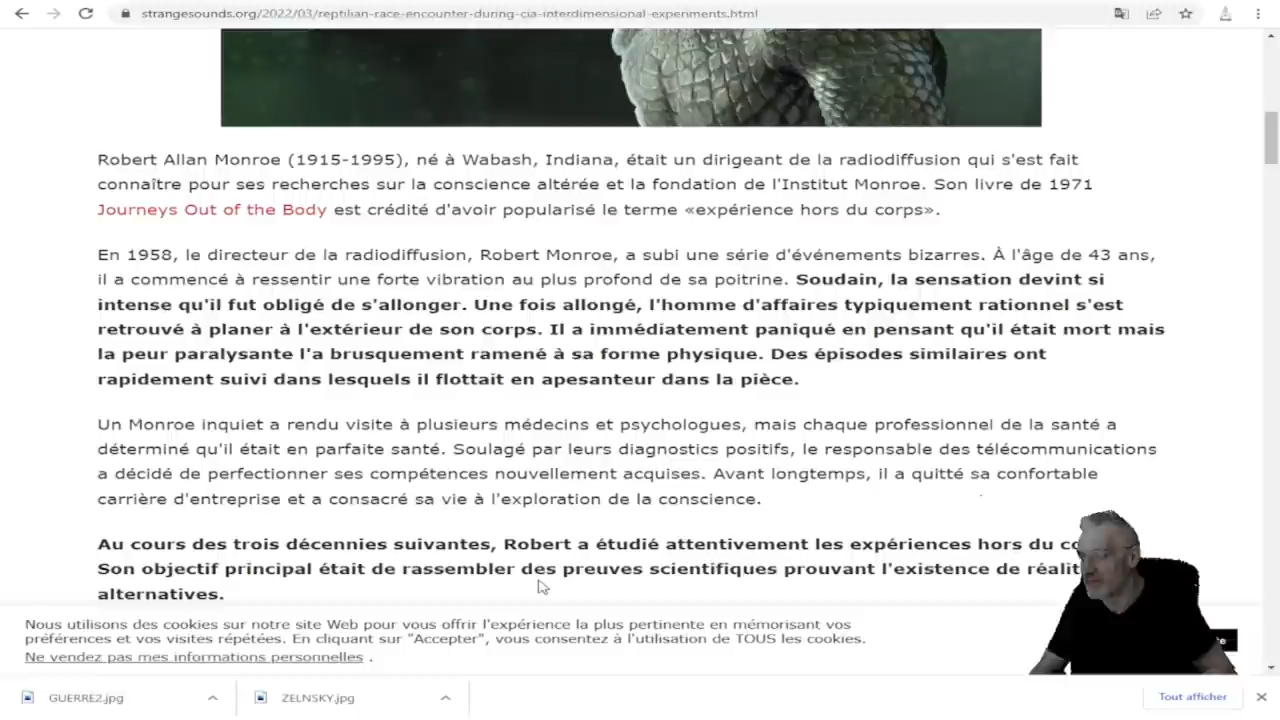 strangesounds.org/2022/03/reptilian-race-encounter-during-cia-interdimensional-experiments.html
Robert Allan Monroe (1915-1995), né à Wabash, Indiana, était un dirigeant de la radiodiffusion qui s'est fait
connaître pour ses recherches sur la conscience altérée et la fondation de l'Institut Monroe. Son livre de 1971
Journeys Out of the Body est crédité d'avoir popularisé le terme «expérience hors du corps».
En 1958, le directeur de la radiodiffusion, Robert Monroe, a subi une série d'événements bizarres. À l'âge de 43 ans,
il a commencé à ressentir une forte vibration au plus profond de sa poitrine. Soudain, la sensation devint si
intense qu'il fut obligé de s'allonger. Une fois allongé, l'homme d'affaires typiquement rationnel s'est
retrouvé à planer à l'extérieur de son corps. Il a immédiatement paniqué en pensant qu'il était mort mais
la peur paralysante l'a brusquement ramené à sa forme physique. Des épisodes similaires ont
rapidement suivi dans lesquels il flottait en apesanteur dans la pièce.
Un Monroe inquiet a rendu visite à plusieurs médecins et psychologues, mais chaque professionnel de la santé a
déterminé qu'il était en parfaite santé. Soulagé par leurs diagnostics positifs, le responsable des télécommunications
a décidé de perfectionner ses compétences nouvellement acquises. Avant longtemps, il a quitté sa confortable
carrière d'entreprise et a consacré sa vie à l'exploration de la conscience.
Au cours des trois décennies suivantes, Robert a étudié attentivement les expériences hors du
Son objectif principal était de rassembler des preuves scientifiques prouvant l'existence de
alternatives.
Nous utilisons des cookies sur notre site Web pour vous offrir l'expérience la plus pertinente en mémorisant vos
préférences et vos visites répétées. En cliquant sur "Accepter", vous consentez à l'utilisation de TOUS les cookies.
Ne vendez pas mes informations personnelles .
GUERRE2.jpg
ZELNSKY.jpg
Tout afficher